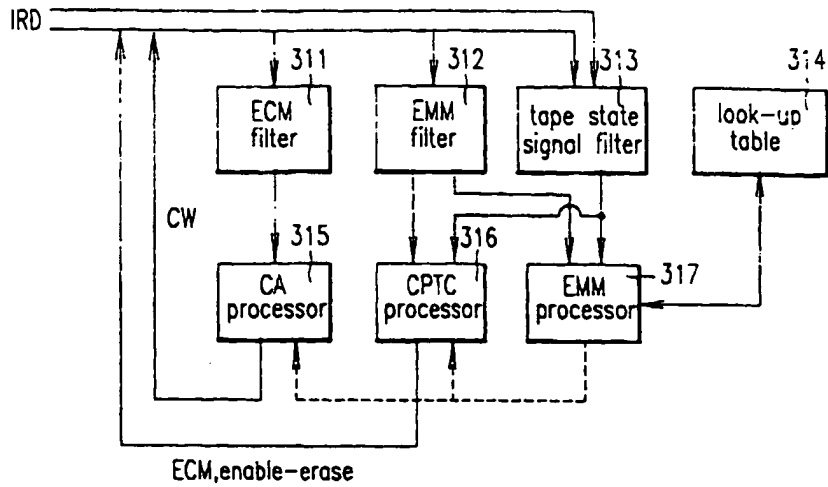 IRD
311
312
313
314
ECM
filter
EMM
filter
tape state
signal filter
look-up
table
CW
315
316
317
CA
processor
CPTC
processor
EMM
processor
ECM,enable-erase